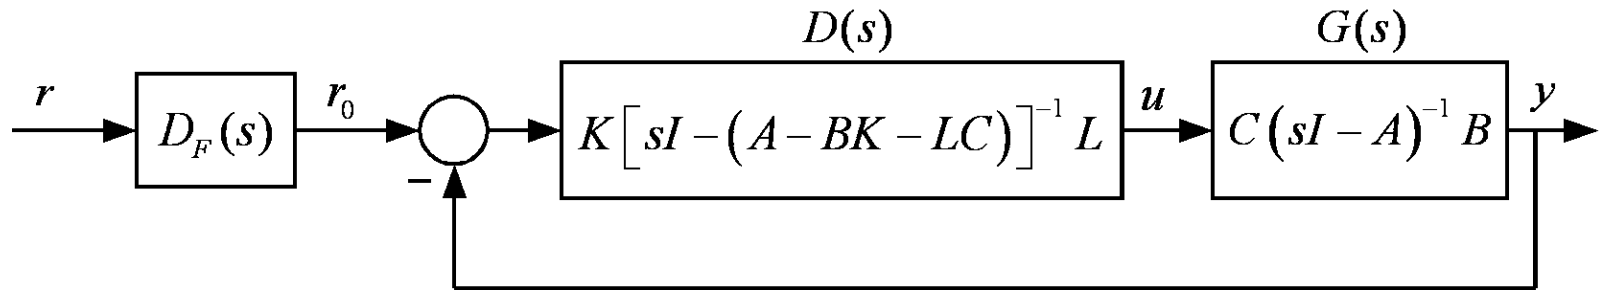 D(s) G(s)
r D_F(s) r_0 K[sI-(A-BK-LC)]^{-1}L u C(sI-A)^{-1}B y
−